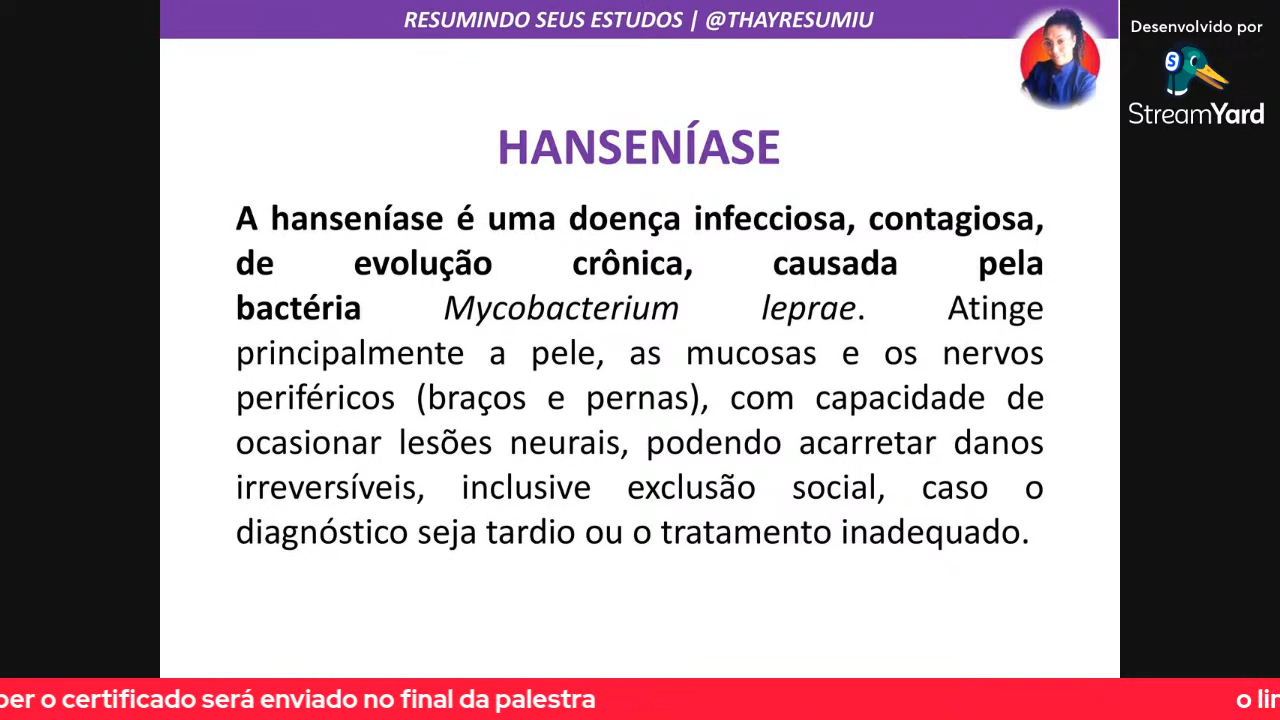 RESUMINDO SEUS ESTUDOS | @THAYRESUMIU
Desenvolvido por
StreamYard
HANSENÍASE
A hanseníase é uma doença infecciosa, contagiosa,
de evolução crônica, causada pela
bactéria Mycobacterium leprae. Atinge
principalmente a pele, as mucosas e os nervos
periféricos (braços e pernas), com capacidade de
ocasionar lesões neurais, podendo acarretar danos
irreversíveis, inclusive exclusão social, caso o
diagnóstico seja tardio ou o tratamento inadequado.
o certificado será enviado no final da palestra
o